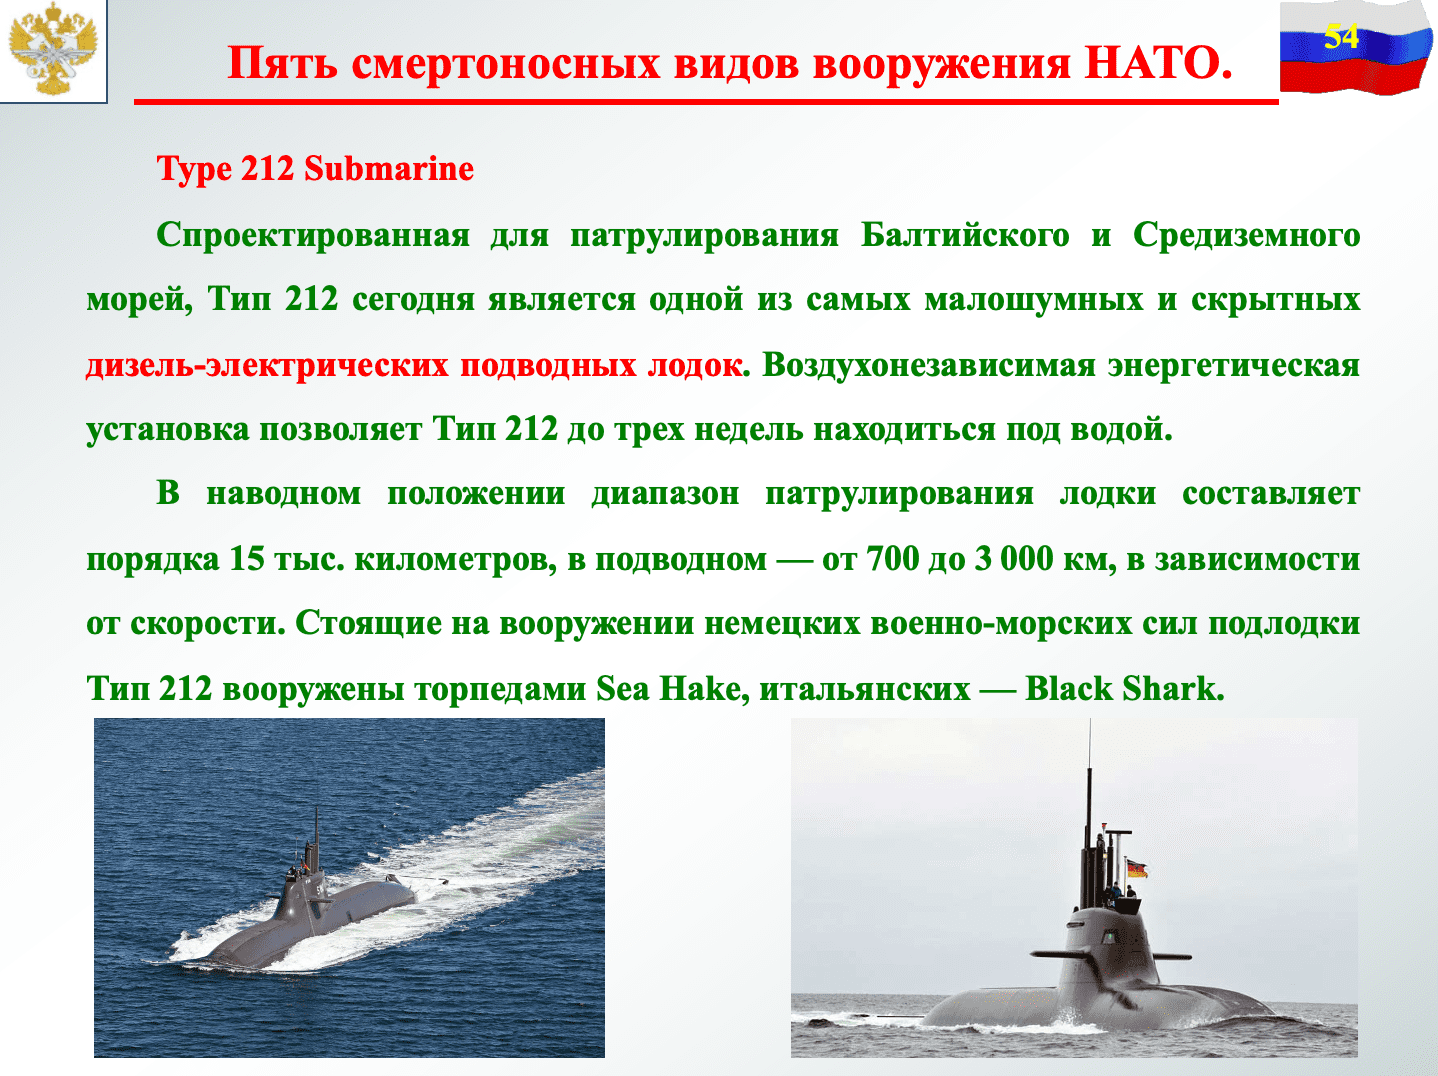 54
Пять смертоносных видов вооружения НАТО.
Type 212 Submarine
Спроектированная для патрулирования Балтийского и Средиземного
морей, Тип 212 сегодня является одной из самых малошумных и скрытных
дизель-электрических подводных лодок. Воздухонезависимая энергетическая
установка позволяет Тип 212 до трех недель находиться под водой.
В наводном положении диапазон патрулирования лодки составляет
порядка 15 тыс. километров, в подводном — от 700 до 3 000 км, в зависимости
от скорости. Стоящие на вооружении немецких военно-морских сил подлодки
Тип 212 вооружены торпедами Sea Hake, итальянских — Black Shark.